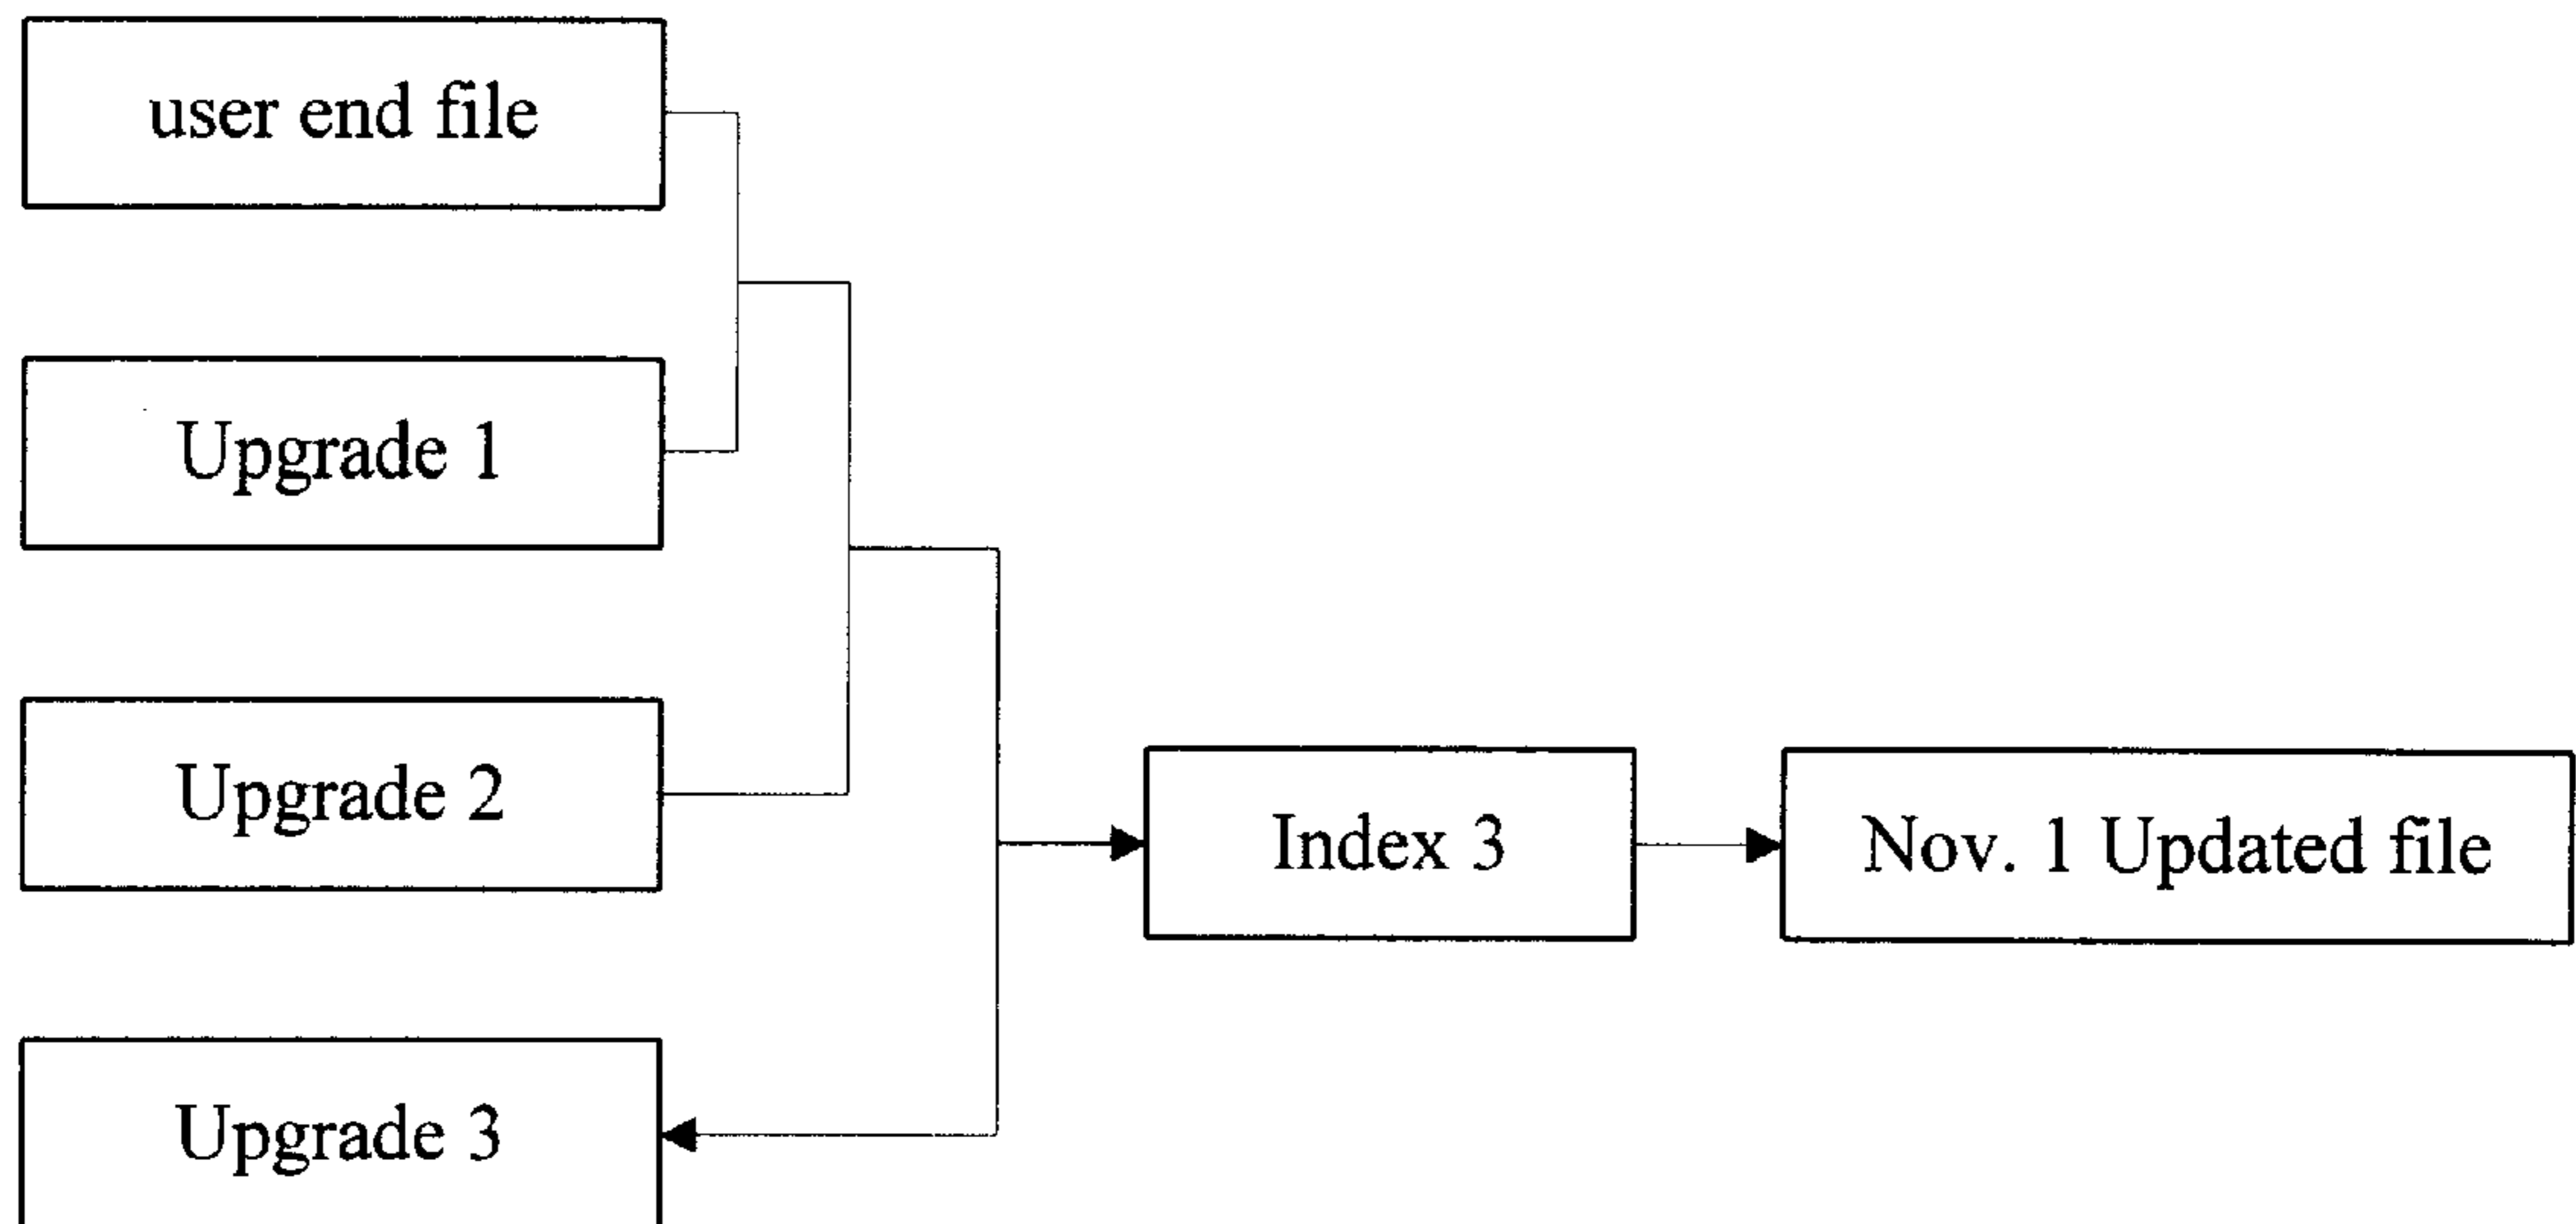 user end file
Upgrade 1
Upgrade 2
Index 3
Nov. 1 Updated file
Upgrade 3